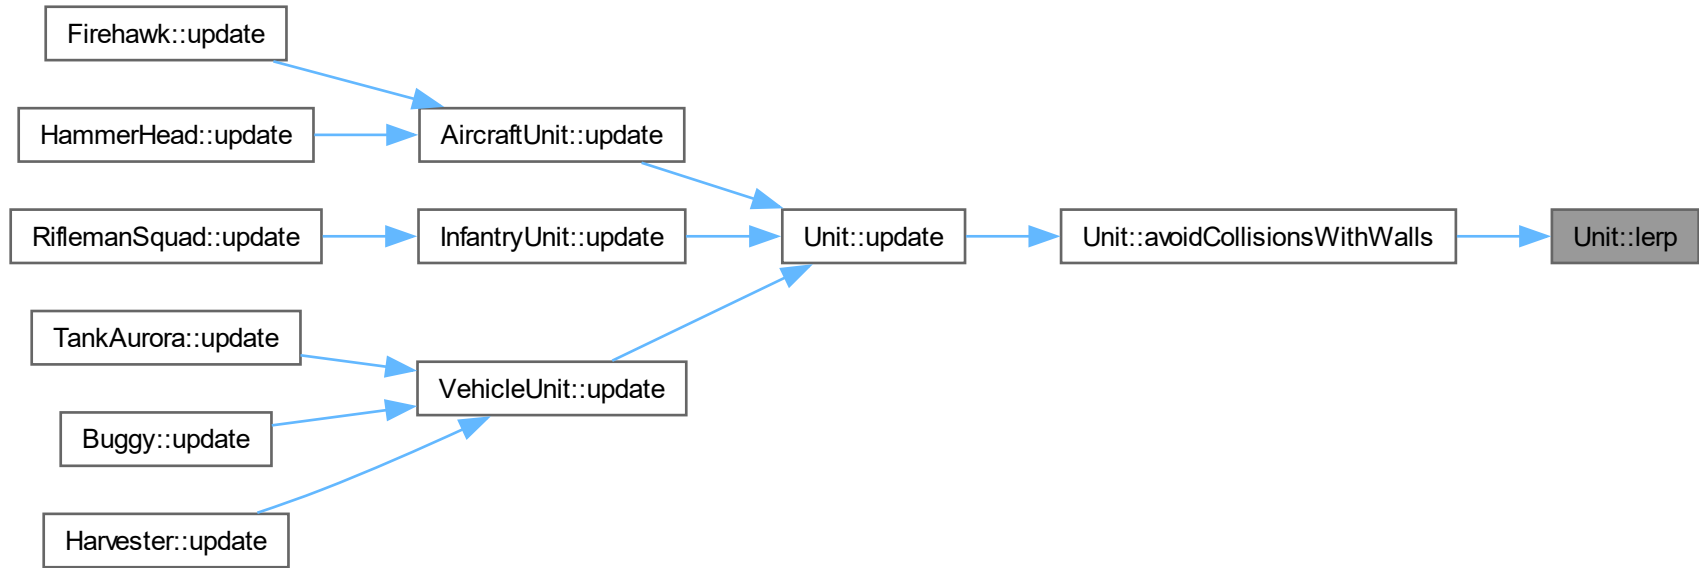 Firehawk::update
HammerHead::update
AircraftUnit::update
RiflemanSquad::update
InfantryUnit::update
Unit::update
Unit::avoidCollisionsWithWalls
Unit::lerp
TankAurora::update
VehicleUnit::update
Buggy::update
Harvester::update